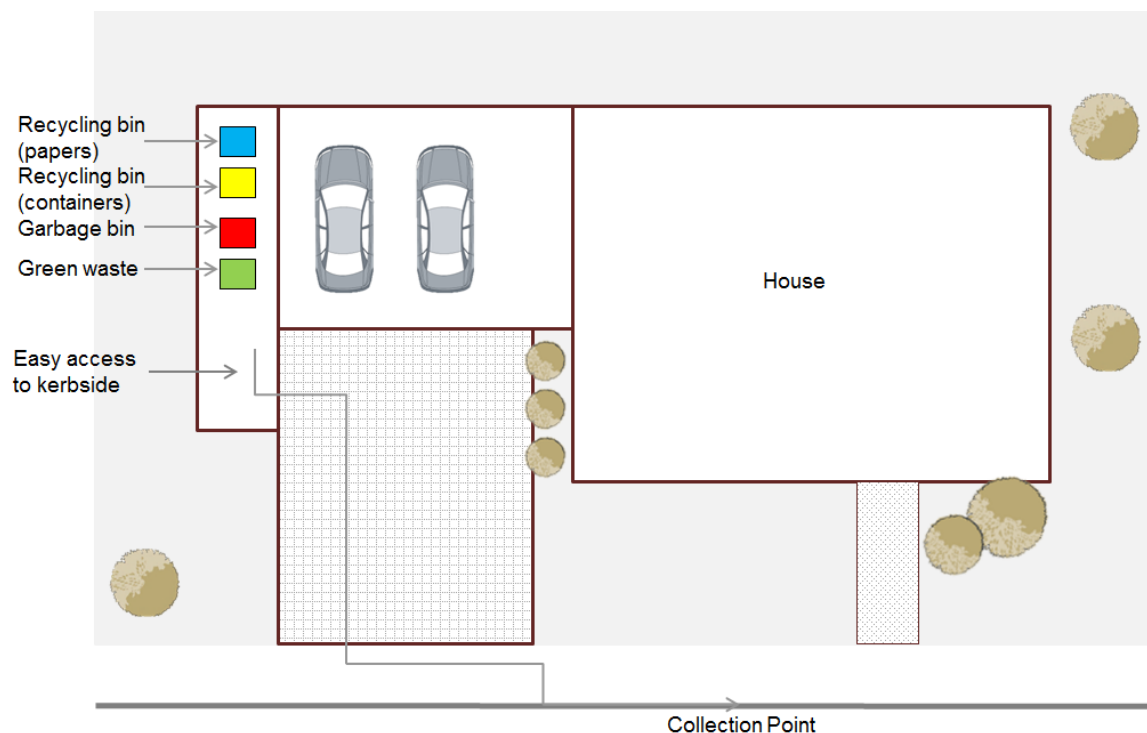 Recycling bin
(papers)
Recycling bin
(containers)
Garbage bin
Green waste
House
Easy access
to kerbside
Collection Point